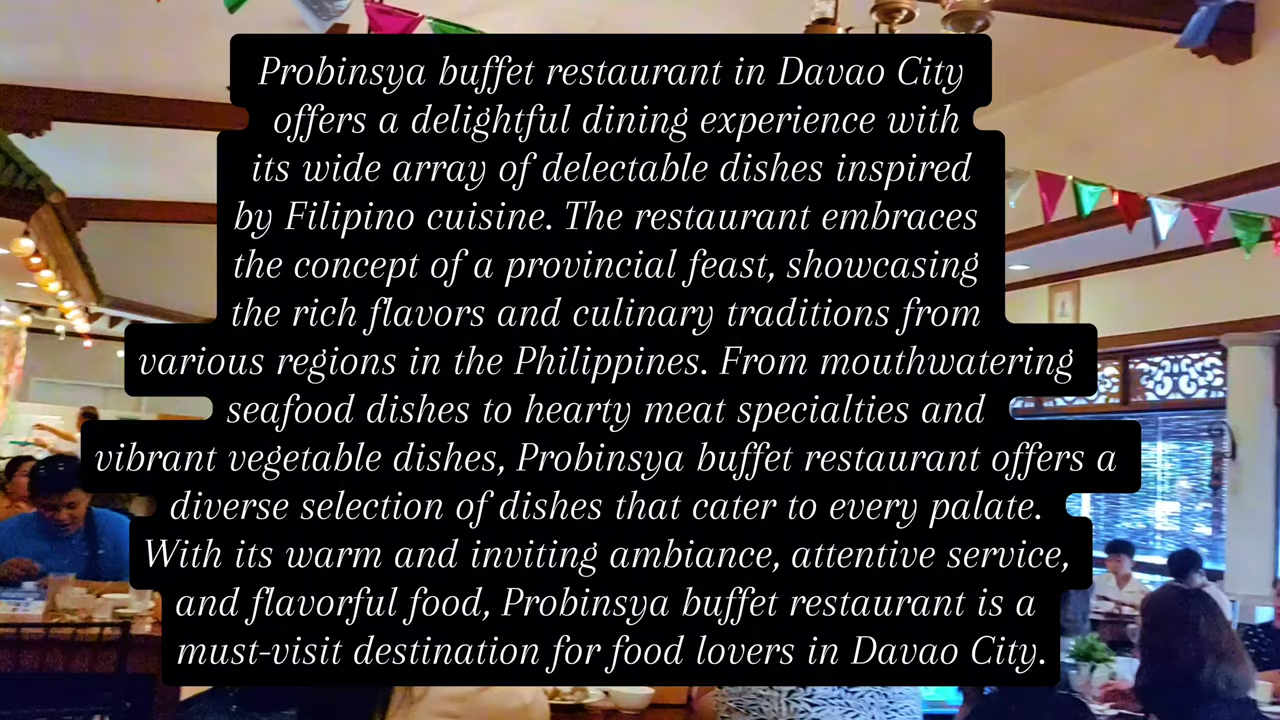 Probinsya buffet restaurant in Davao City
offers a delightful dining experience with
its wide array of delectable dishes inspired
by Filipino cuisine. The restaurant embraces
the concept of a provincial feast, showcasing
the rich flavors and culinary traditions from
various regions in the Philippines. From mouthwatering
seafood dishes to hearty meat specialties and
vibrant vegetable dishes, Probinsya buffet restaurant offers a
diverse selection of dishes that cater to every palate.
With its warm and inviting ambiance, attentive service,
and flavorful food, Probinsya buffet restaurant is a
must-visit destination for food lovers in Davao City.